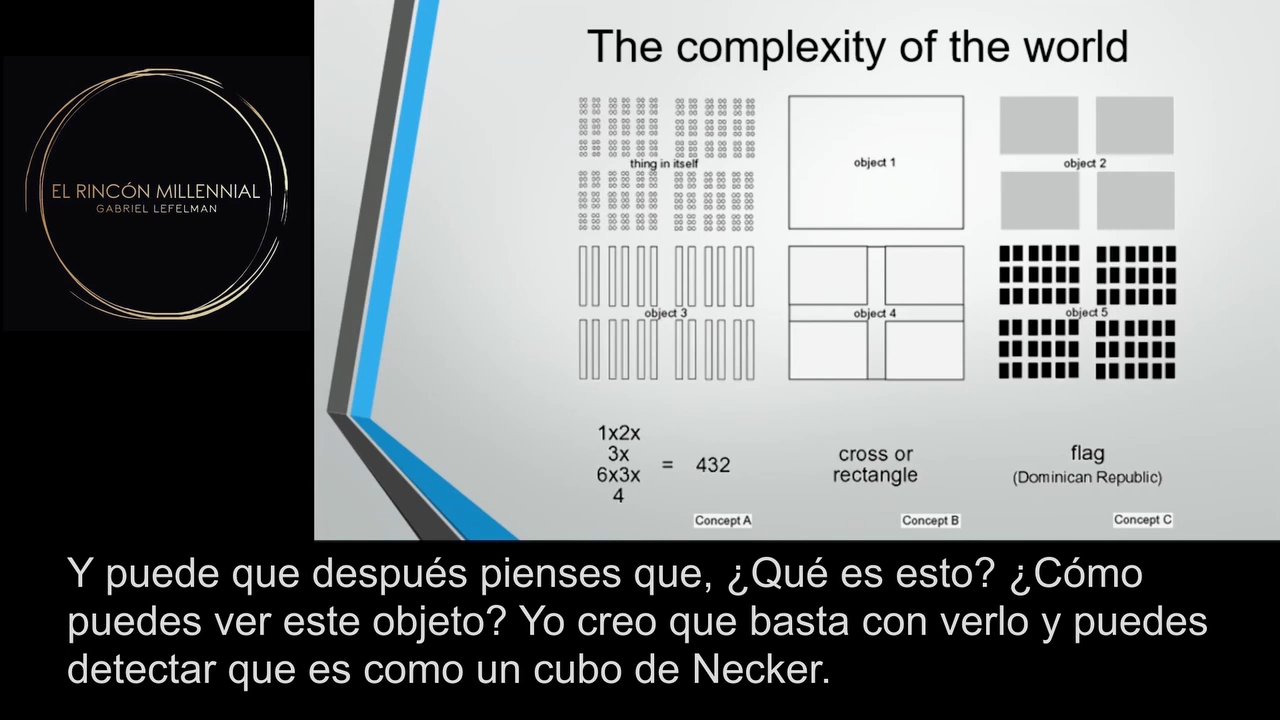 EL RINCÓN MILLENNIAL
GABRIEL LEFELMAN
The complexity of the world
thing in itself
object 1
object 2
object 3
object 4
object 5
1x2x
3x
6x3x
4
= 432
cross or
rectangle
flag
(Dominican Republic)
Concept A
Concept B
Concept C
Y puede que después pienses que, ¿Qué es esto? ¿Cómo
puedes ver este objeto? Yo creo que basta con verlo y puedes
detectar que es como un cubo de Necker.